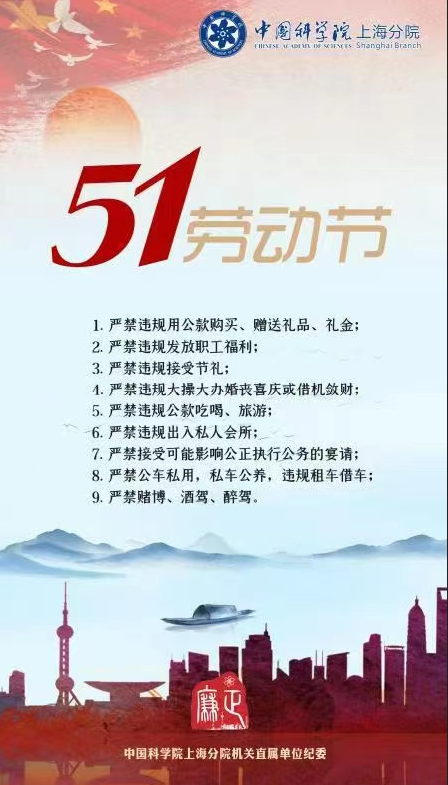 中国科学院 上海分院
CHINESE ACADEMY OF SCIENCES Shanghai Branch
51劳动节
1. 严禁违规用公款购买、赠送礼品、礼金；
2. 严禁违规发放职工福利；
3. 严禁违规接受节礼；
4. 严禁违规大操大办婚丧喜庆或借机敛财；
5. 严禁违规公款吃喝、旅游；
6. 严禁违规出入私人会所；
7. 严禁接受可能影响公正执行公务的宴请；
8. 严禁公车私用，私车公养，违规租车借车；
9. 严禁赌博、酒驾、醉驾。
中国科学院上海分院机关直属单位纪委